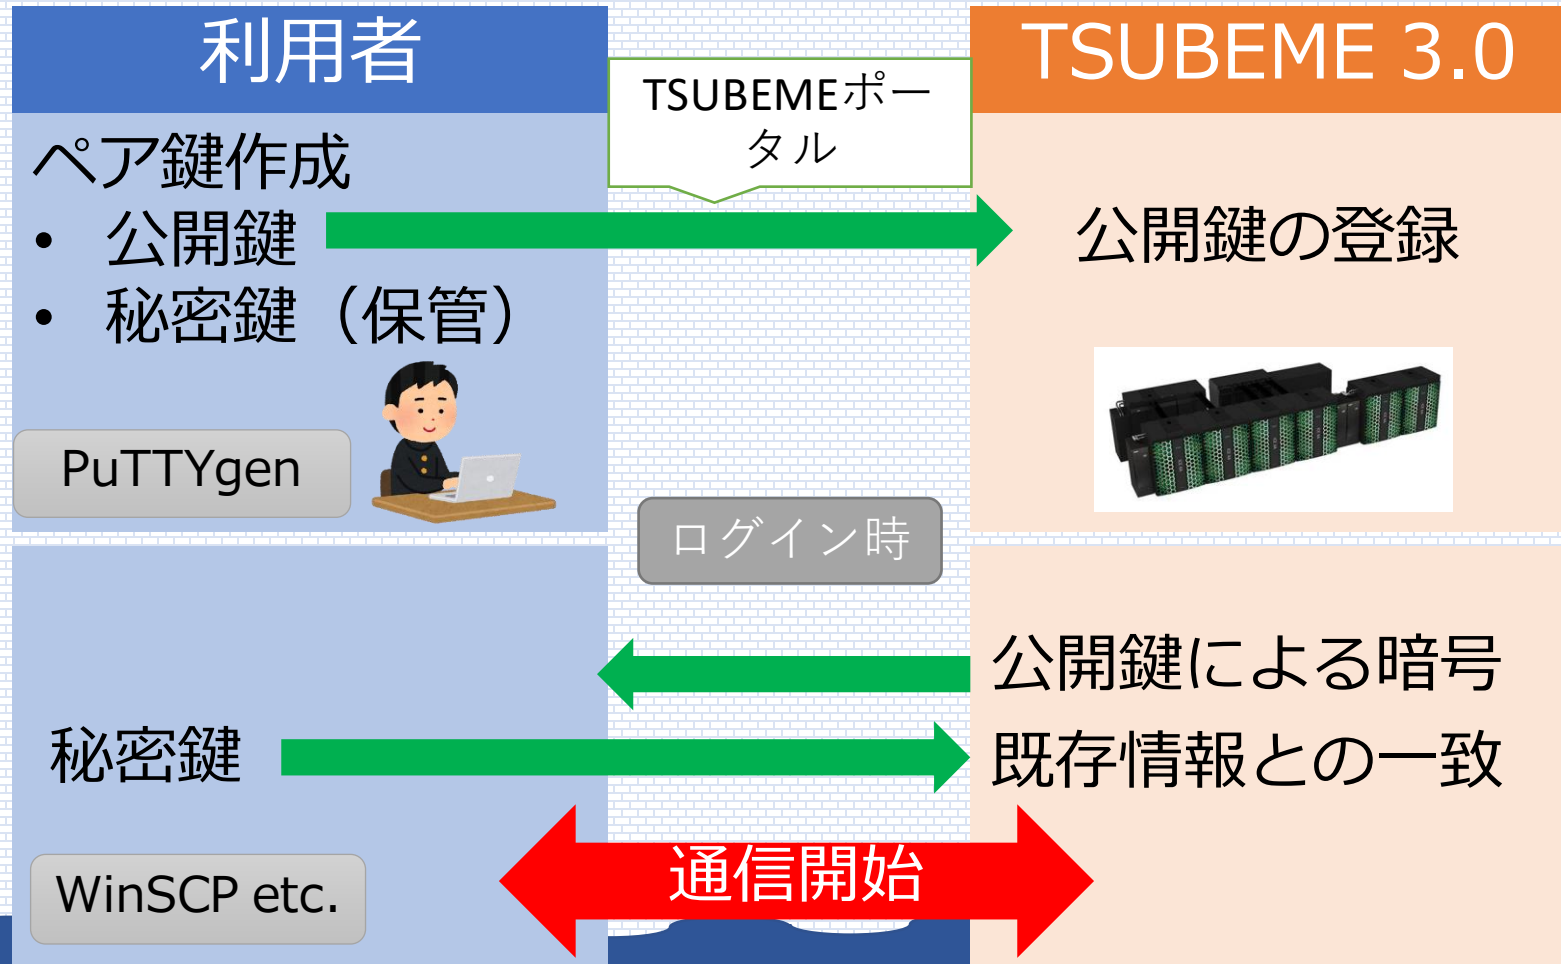 利用者
TSUBEME 3.0
TSUBEMEポー
タル
ペア鍵作成
• 公開鍵
• 秘密鍵（保管）
公開鍵の登録
PuTTYgen
ログイン時
公開鍵による暗号
秘密鍵
既存情報との一致
通信開始
WinSCP etc.